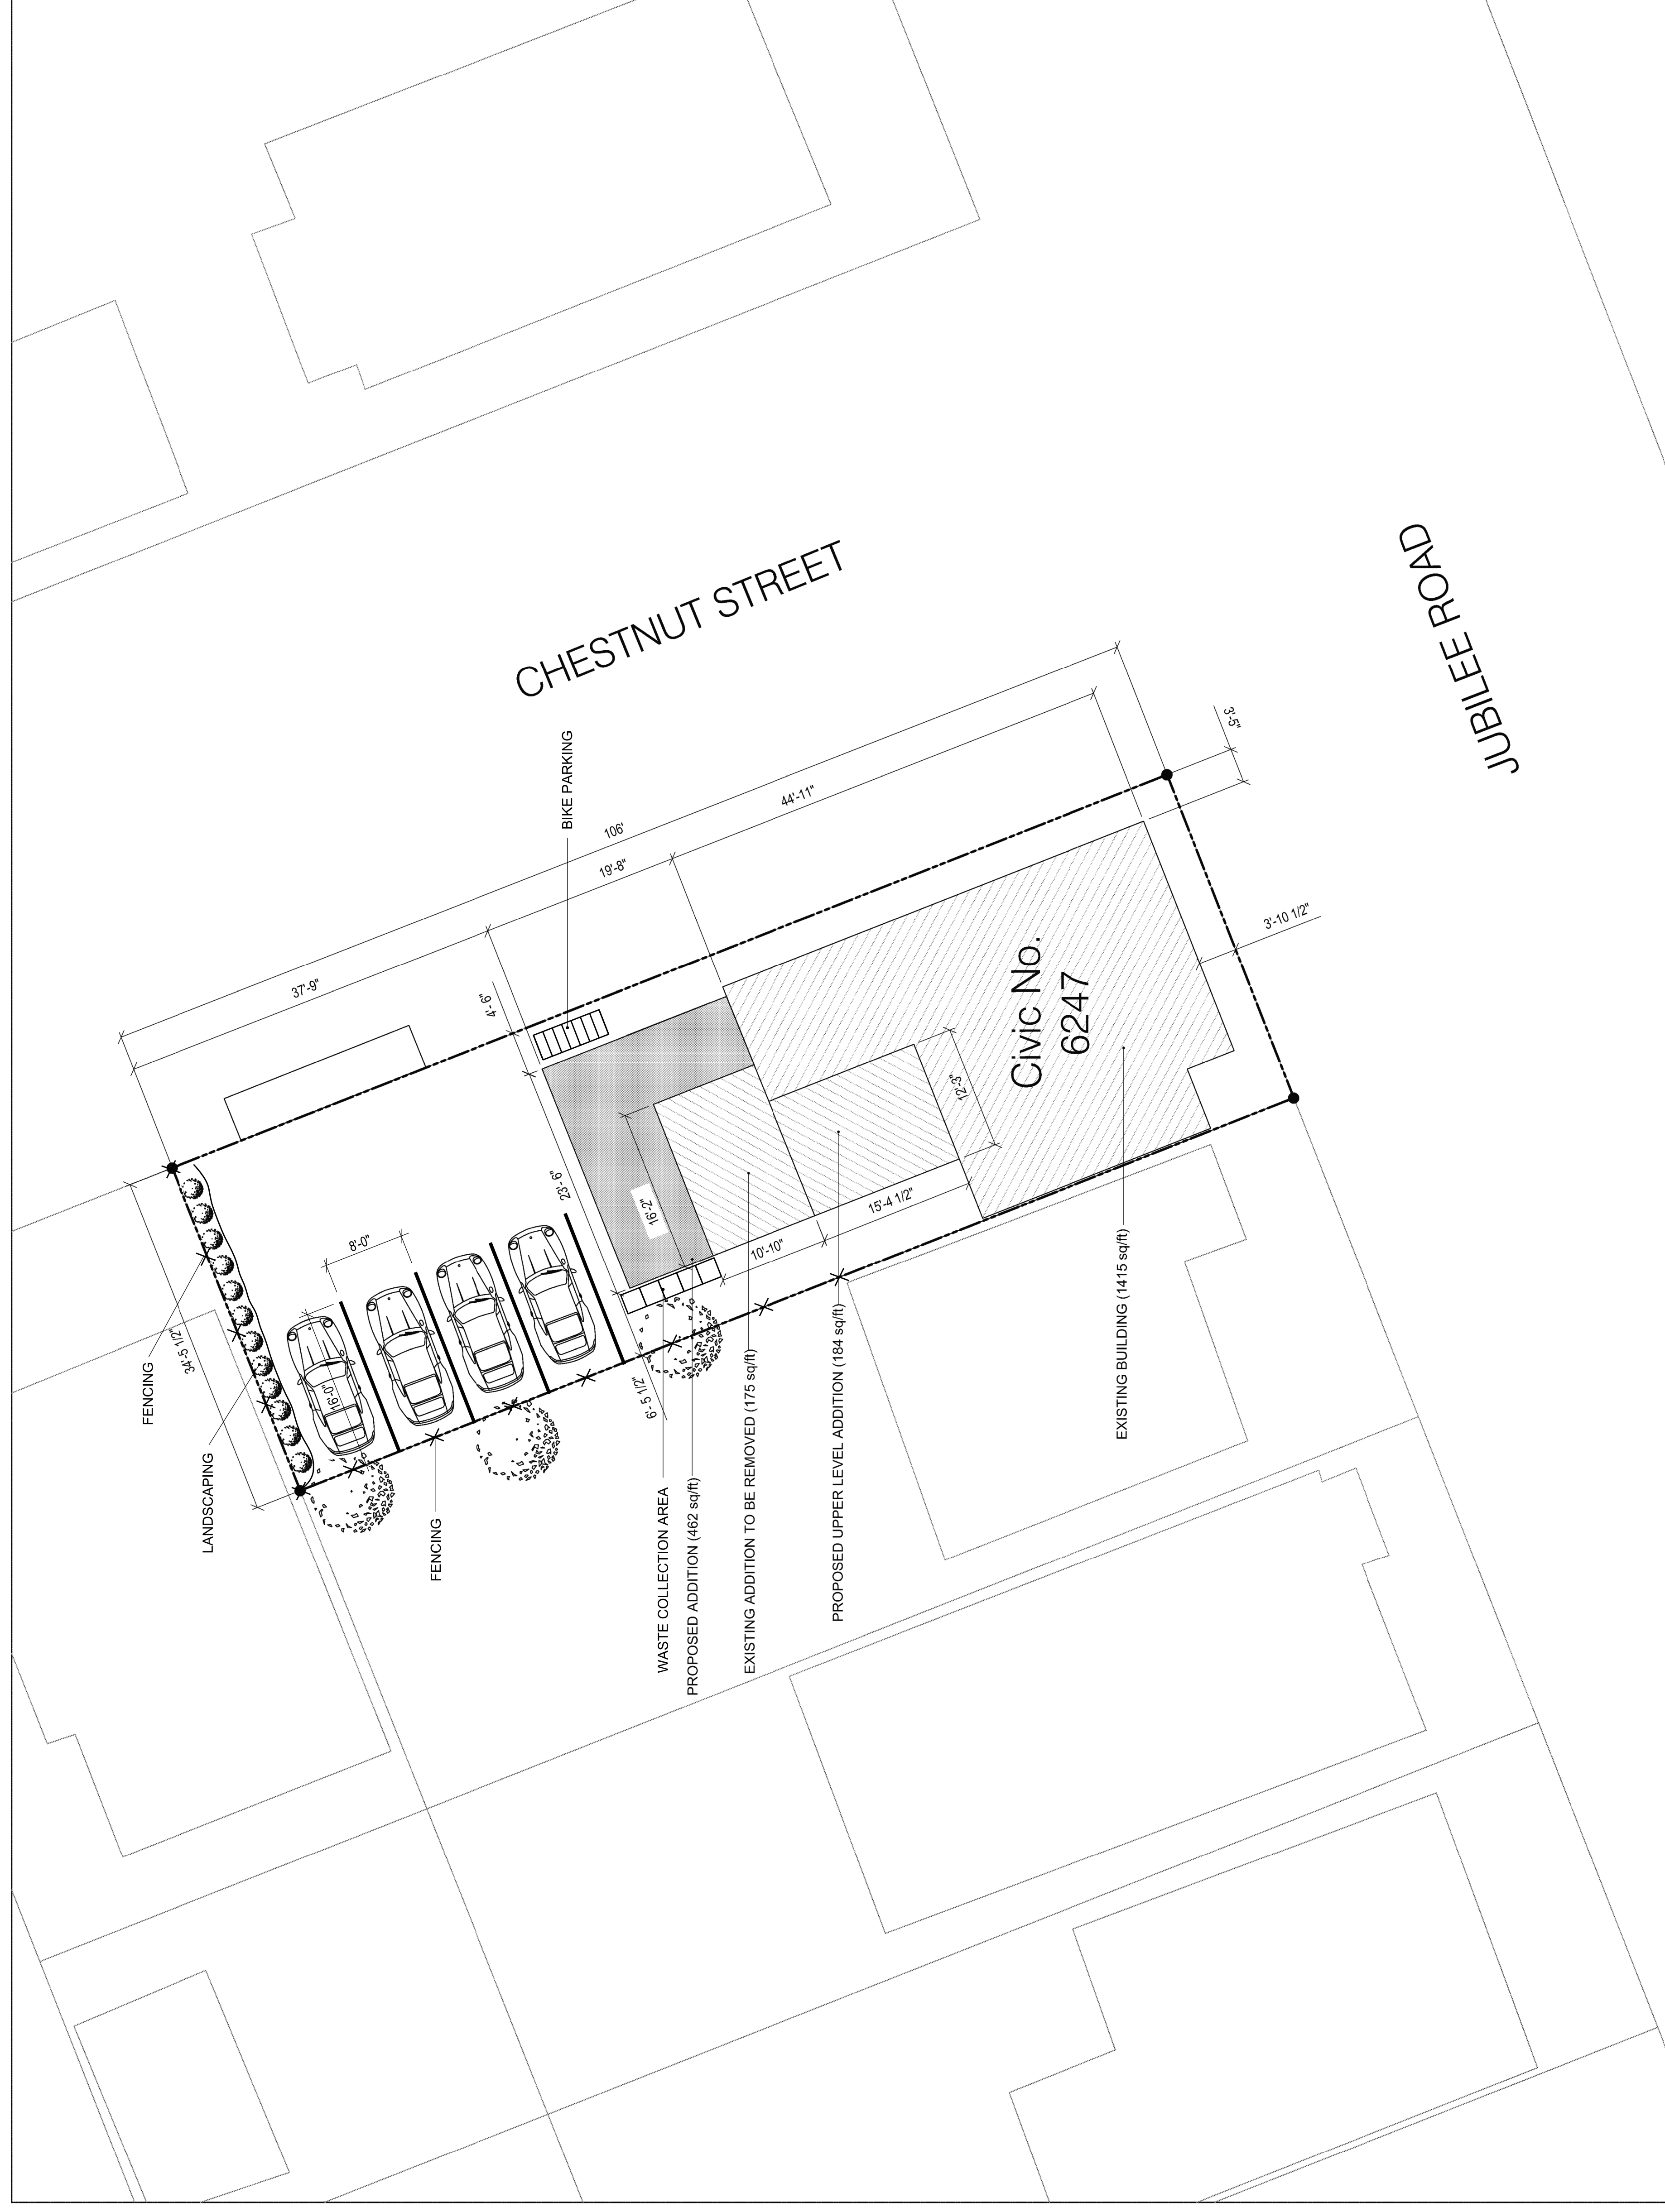 CHESTNUT STREET
JUBILEE ROAD
BIKE PARKING
106'
44'-11"
19'-8"
37'-9"
3'-5"
3'-10 1/2"
4'- 6"
Civic No.
6247
12'-3"
23'- 6"
16'-2"
15'-4 1/2"
10'-10"
8'-0"
16'-0"
34'-5 1/2"
6'- 5 1/2"
FENCING
LANDSCAPING
FENCING
WASTE COLLECTION AREA
PROPOSED ADDITION (462 sq/ft)
EXISTING ADDITION TO BE REMOVED (175 sq/ft)
PROPOSED UPPER LEVEL ADDITION (184 sq/ft)
EXISTING BUILDING (1415 sq/ft)